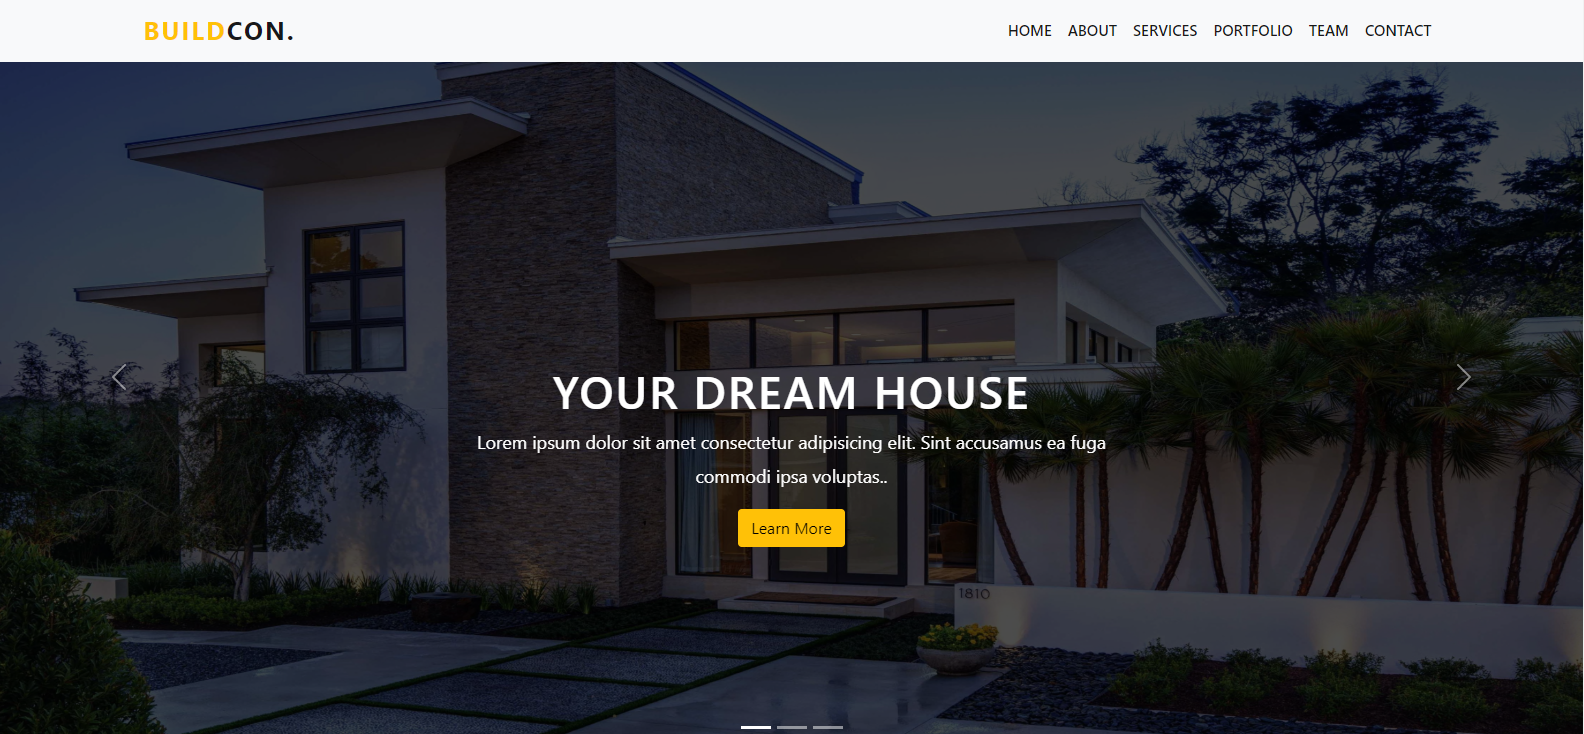 BUILDCON.
HOME ABOUT SERVICES PORTFOLIO TEAM CONTACT
YOUR DREAM HOUSE
Lorem ipsum dolor sit amet consectetur adipisicing elit. Sint accusamus ea fuga
commodi ipsa voluptas..
Learn More
1810